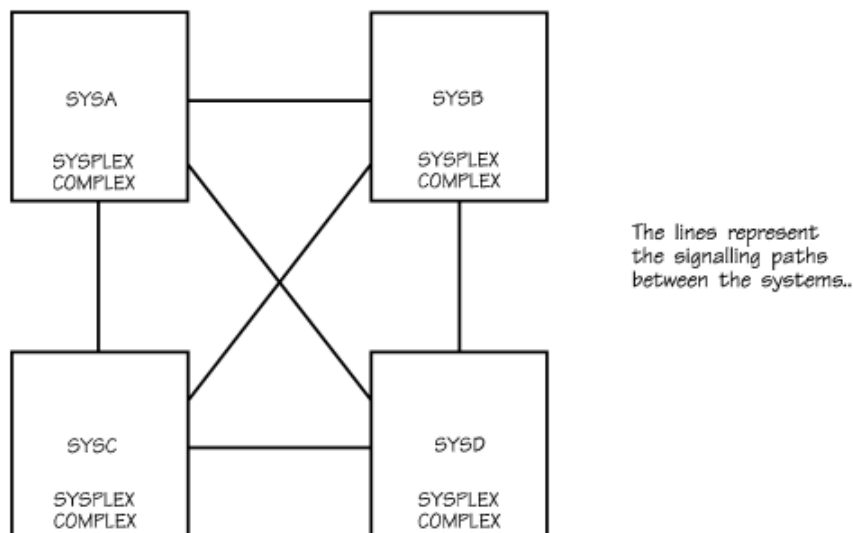 SYSA
SYSB
SYSPLEX
COMPLEX
SYSPLEX
COMPLEX
The lines represent
the signalling paths
between the systems..
SYSC
SYSD
SYSPLEX
COMPLEX
SYSPLEX
COMPLEX